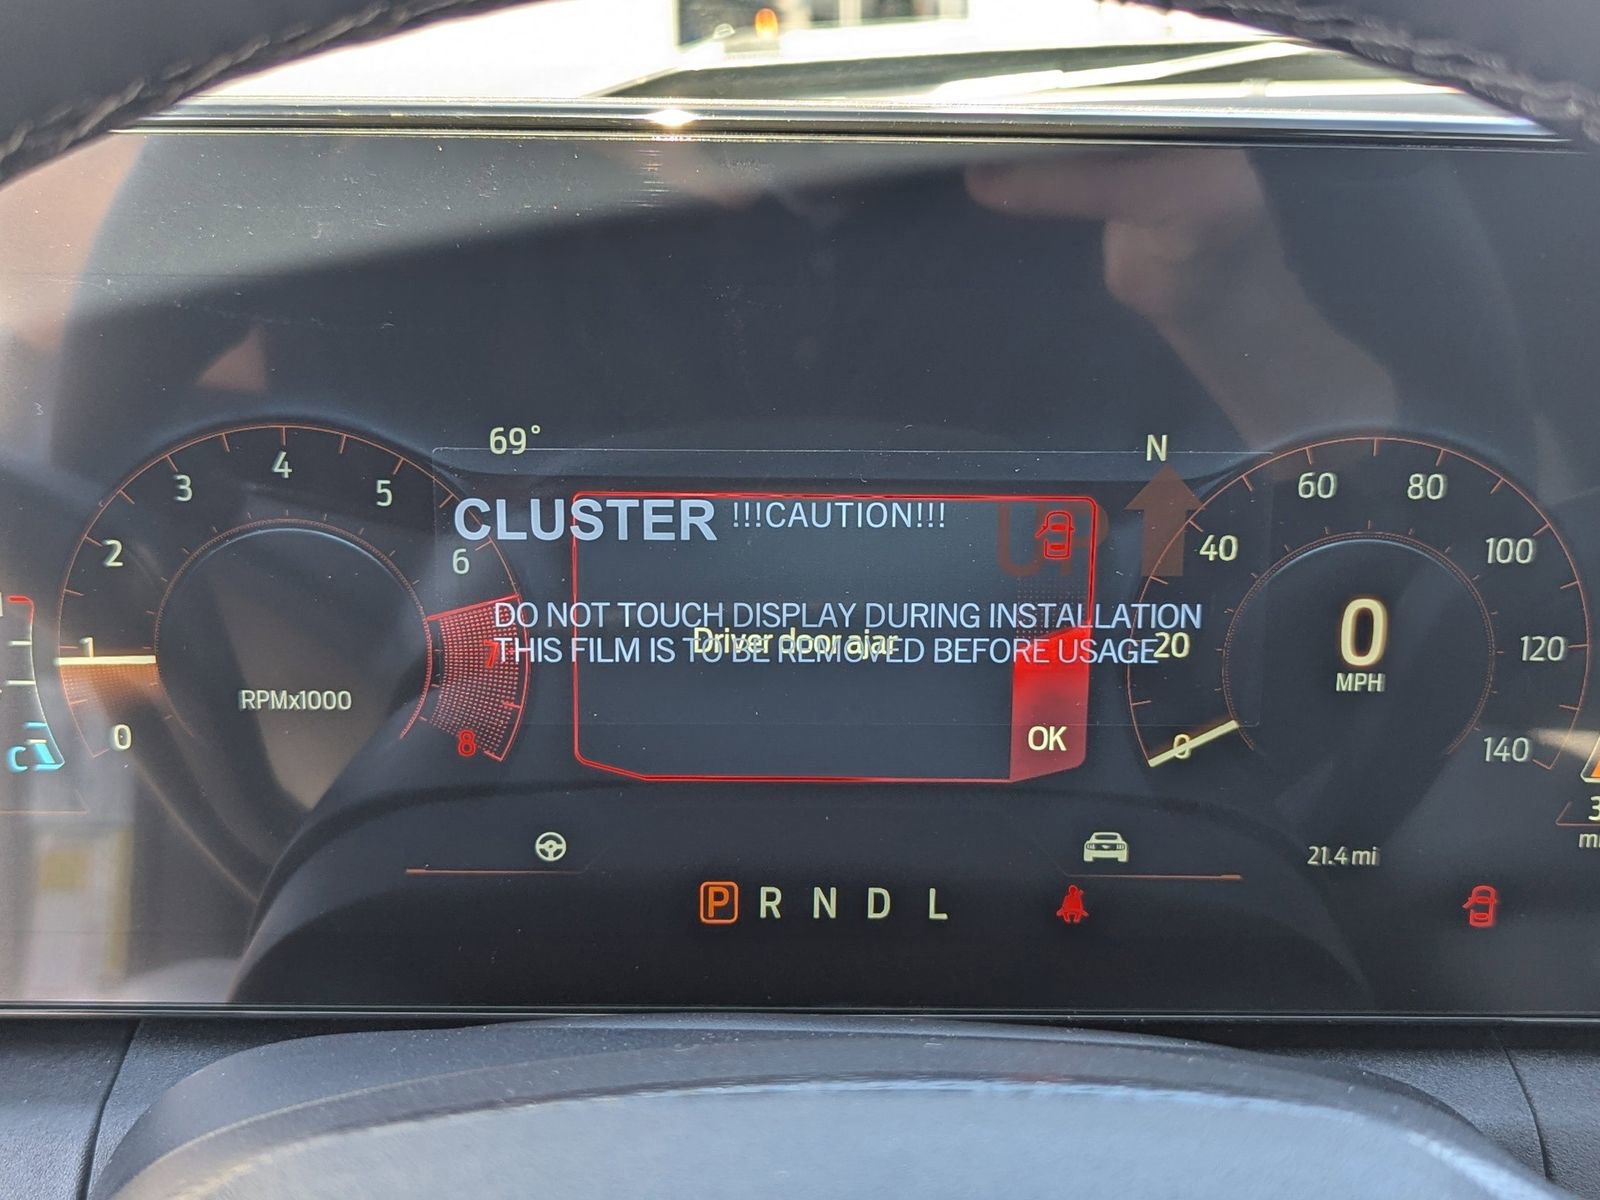 69°
N
CLUSTER !!!CAUTION!!!
UP
DO NOT TOUCH DISPLAY DURING INSTALLATION
THIS FILM IS TO BE REMOVED BEFORE USAGE
Driver door ajar
OK
0
1
2
3
4
5
6
7
8
RPMx1000
0
20
40
60
80
100
120
140
0
MPH
C
21.4 mi
P R N D L